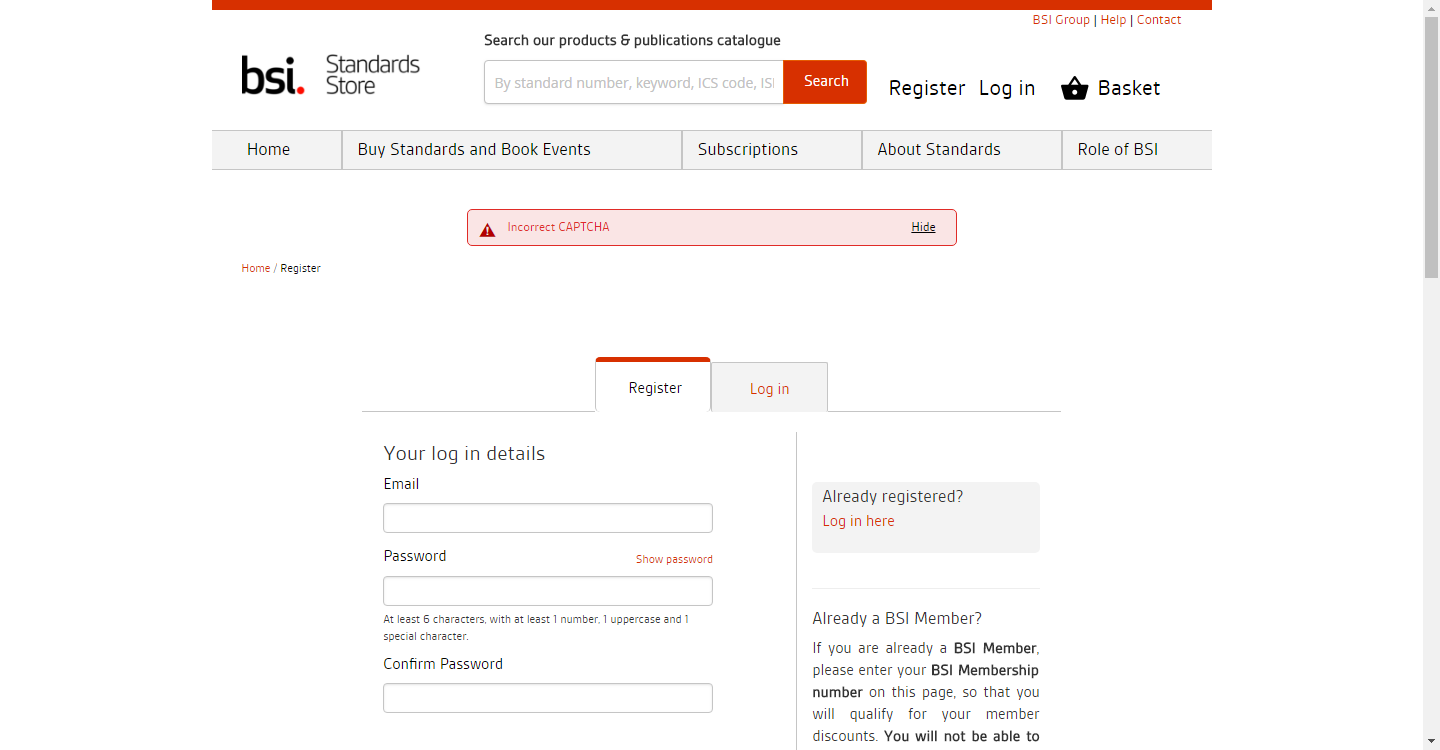 BSI Group | Help | Contact
Search our products & publications catalogue
bsi. Standards Store
By standard number, keyword, ICS code, ISI
Search
Register Log in Basket
Home Buy Standards and Book Events Subscriptions About Standards Role of BSI
Incorrect CAPTCHA Hide
Home / Register
Register Log in
Your log in details
Email
Password Show password
At least 6 characters, with at least 1 number, 1 uppercase and 1
special character.
Confirm Password
Already registered?
Log in here
Already a BSI Member?
If you are already a BSI Member,
please enter your BSI Membership
number on this page, so that you
will qualify for your member
discounts. You will not be able to